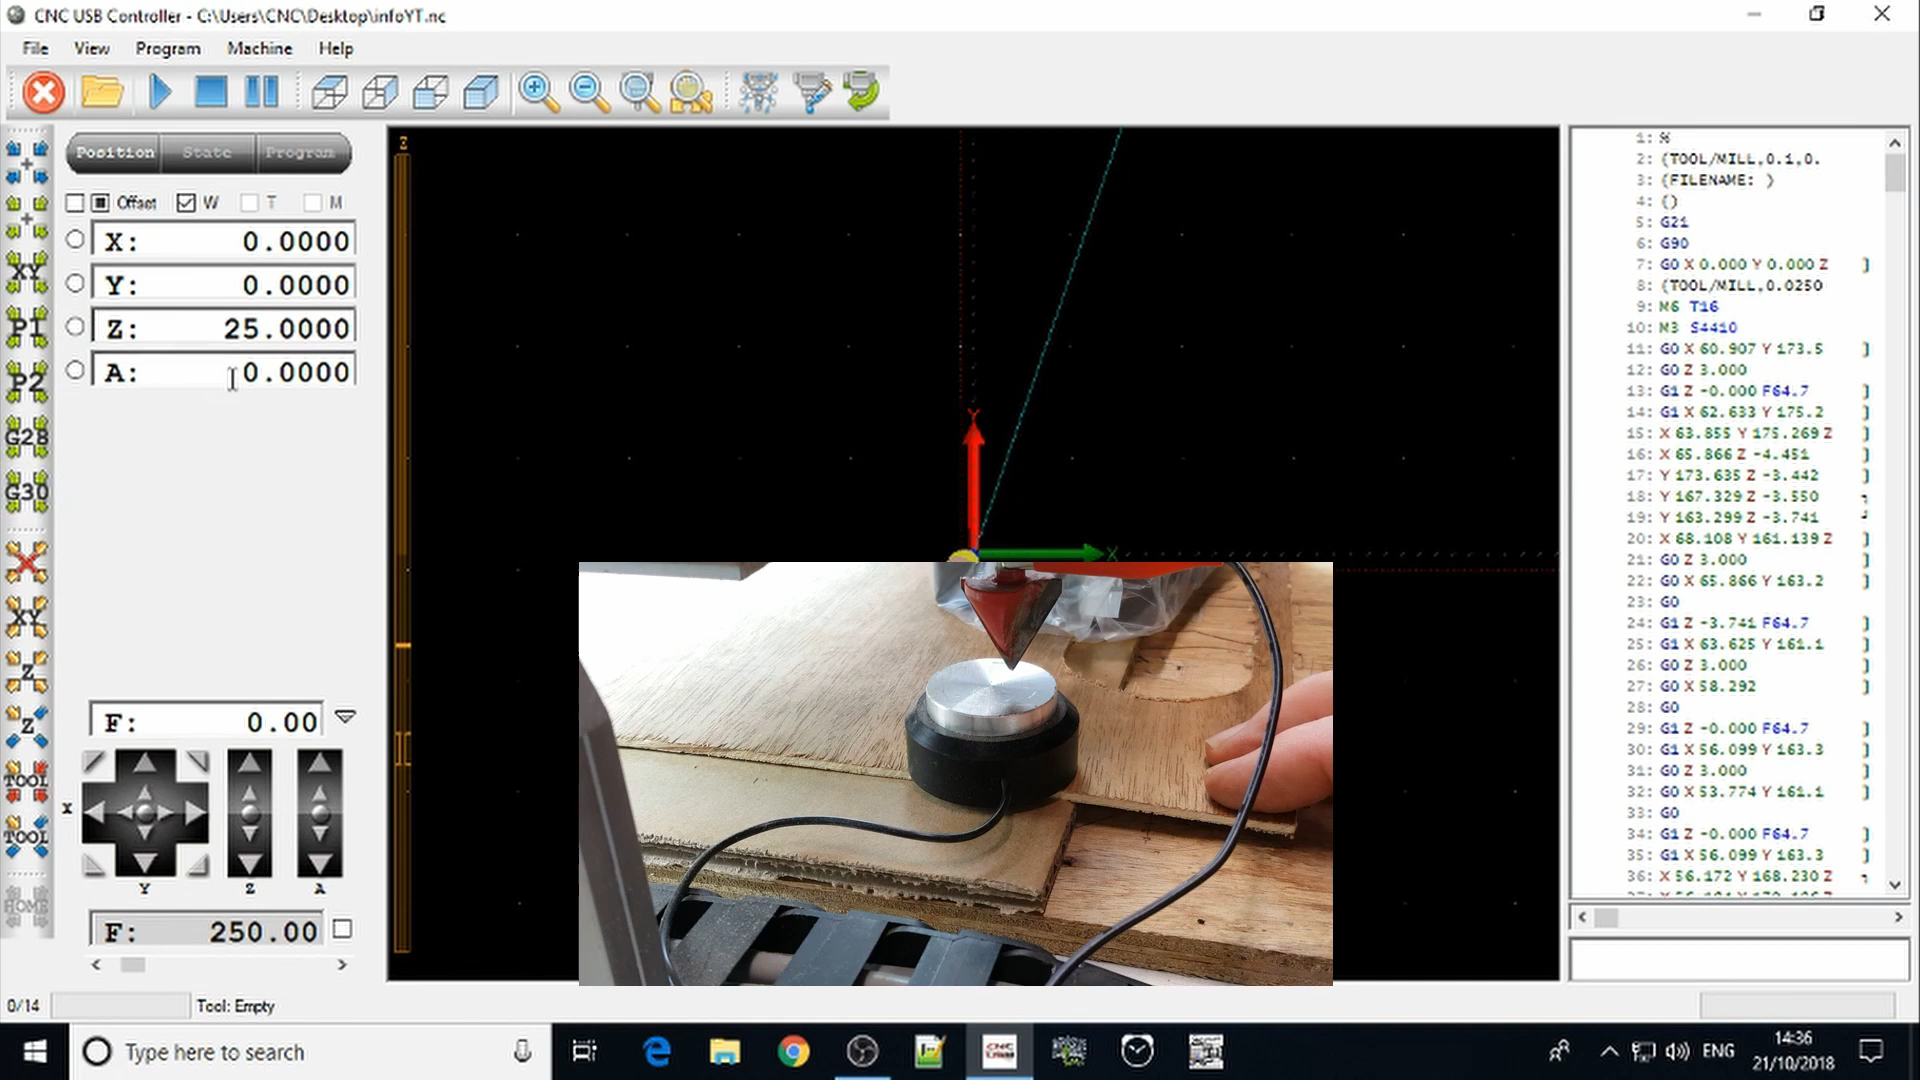 CNC USB Controller - C:\Users\CNC\Desktop\infoYT.nc
File View Program Machine Help
Position State Program
Offset W T M
X: 0.0000
Y: 0.0000
Z: 25.0000
A: 0.0000
XY
P1
P2
G28
G30
XY
Z
Z
TOOL
TOOL
HOME
F: 0.00
X
Y Z A
F: 250.00
Z
Y
X
1: %
2: (TOOL/MILL,0.1,0.
3: (FILENAME: )
4: ()
5: G21
6: G90
7: G0 X 0.000 Y 0.000 Z
8: (TOOL/MILL,0.0250
9: M6 T16
10: M3 S4410
11: G0 X 60.907 Y 173.5
12: G0 Z 3.000
13: G1 Z -0.000 F64.7
14: G1 X 62.633 Y 175.2
15: X 63.855 Y 175.269 Z
16: X 65.866 Z -4.451
17: Y 173.635 Z -3.442
18: Y 167.329 Z -3.550
19: Y 163.299 Z -3.741
20: X 68.108 Y 161.139 Z
21: G0 Z 3.000
22: G0 X 65.866 Y 163.2
23: G0
24: G1 Z -3.741 F64.7
25: G1 X 63.625 Y 161.1
26: G0 Z 3.000
27: G0 X 58.292
28: G0
29: G1 Z -0.000 F64.7
30: G1 X 56.099 Y 163.3
31: G0 Z 3.000
32: G0 X 53.774 Y 161.1
33: G0
34: G1 Z -0.000 F64.7
35: G1 X 56.099 Y 163.3
36: X 56.172 Y 168.230 Z
0/14 Tool: Empty
Type here to search
CNC
ENG
14:36
21/10/2018